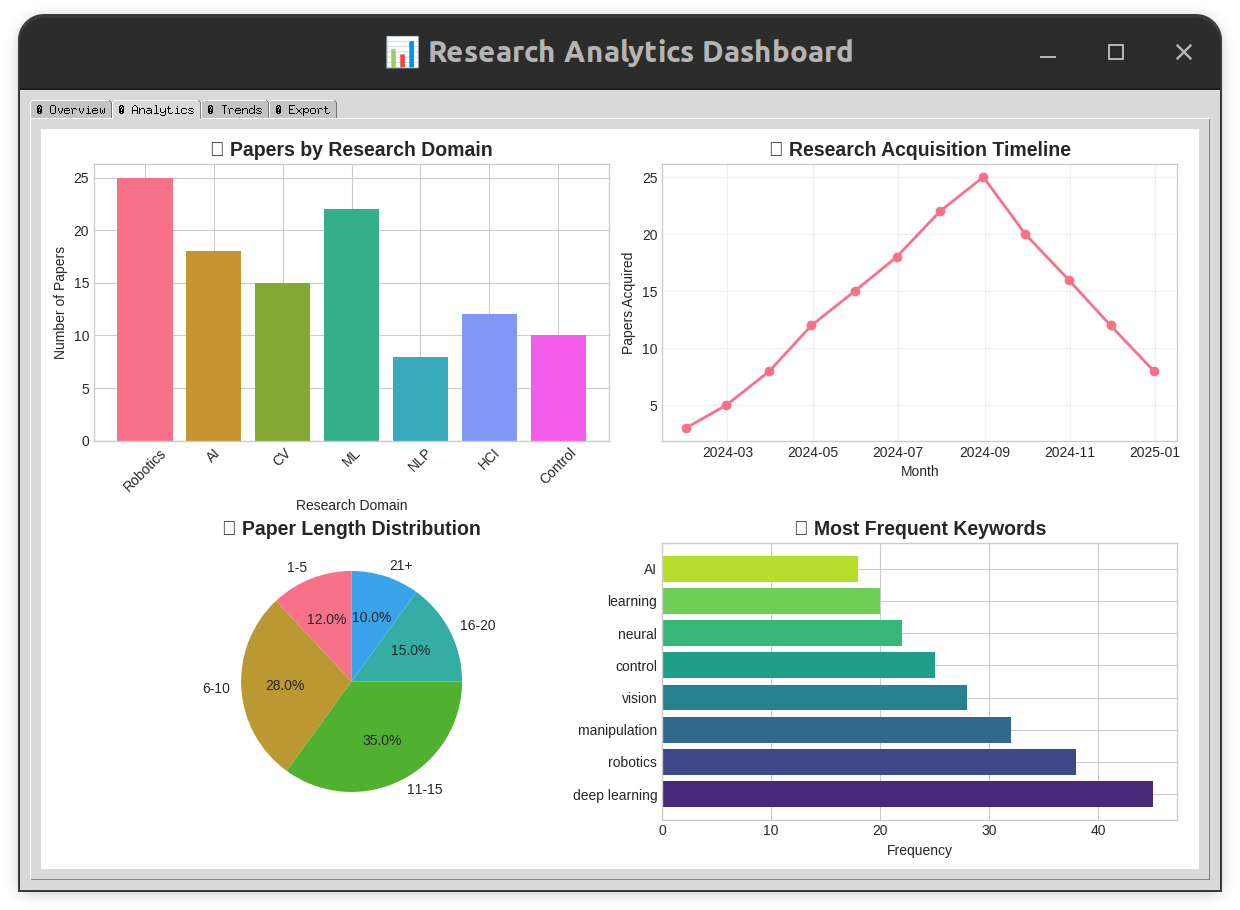 📊 Research Analytics Dashboard
Overview Analytics Trends Export
Papers by Research Domain
Number of Papers
25
20
15
10
5
0
Robotics AI CV ML NLP HCI Control
Research Domain
Research Acquisition Timeline
Papers Acquired
25
20
15
10
5
2024-03 2024-05 2024-07 2024-09 2024-11 2025-01
Month
Paper Length Distribution
1-5
21+
16-20
6-10
11-15
12.0%
10.0%
15.0%
28.0%
35.0%
Most Frequent Keywords
AI
learning
neural
control
vision
manipulation
robotics
deep learning
0 10 20 30 40
Frequency